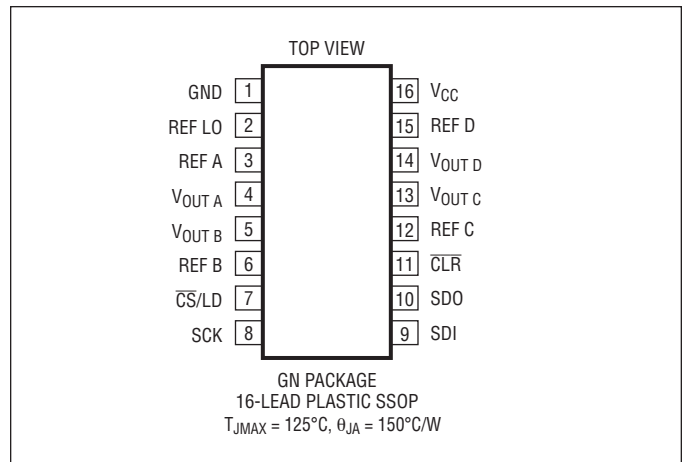 TOP VIEW
GND 1
REF LO 2
REF A 3
VOUT A 4
VOUT B 5
REF B 6
C̅S̅/LD 7
SCK 8
16 VCC
15 REF D
14 VOUT D
13 VOUT C
12 REF C
11 C̅L̅R̅
10 SDO
9 SDI
GN PACKAGE
16-LEAD PLASTIC SSOP
TJMAX = 125°C, θJA = 150°C/W